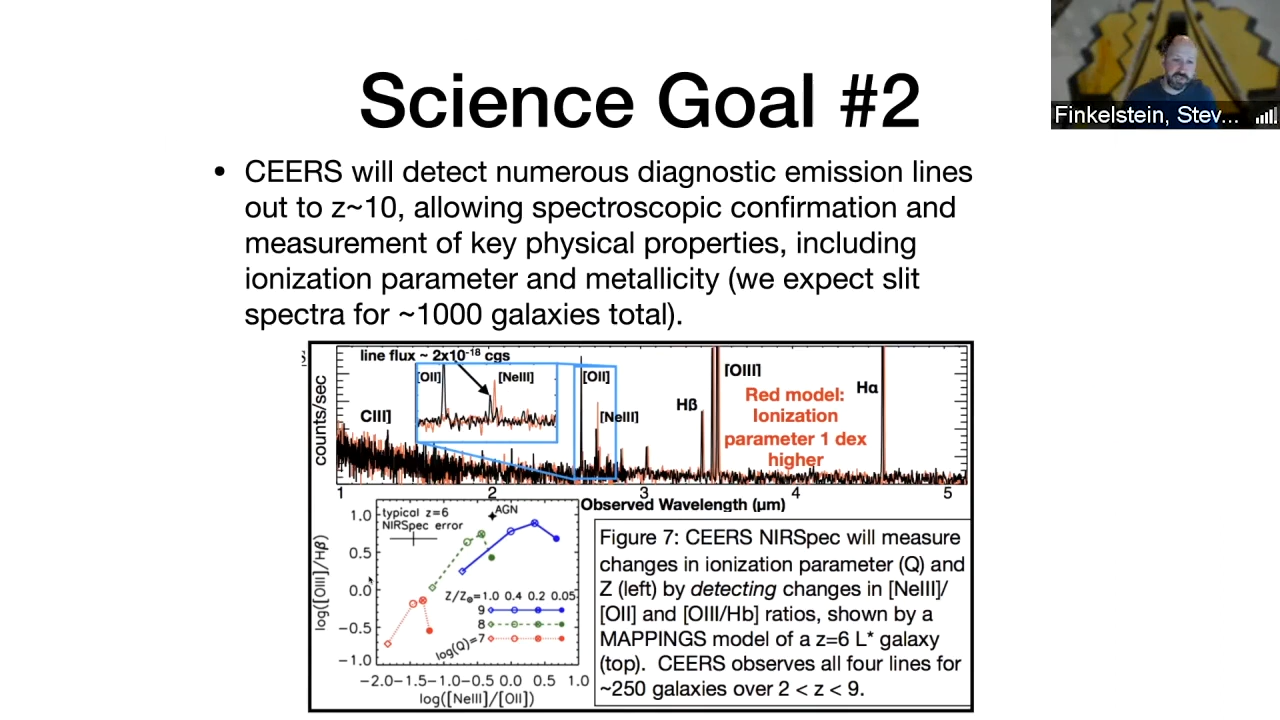 Science Goal #2
Finkelstein, Stev...
• CEERS will detect numerous diagnostic emission lines
out to z~10, allowing spectroscopic confirmation and
measurement of key physical properties, including
ionization parameter and metallicity (we expect slit
spectra for ~1000 galaxies total).
line flux ~ 2x10⁻¹⁸ cgs
[OII]
[NeIII]
[OII]
[NeIII]
CIII]
Hβ
[OIII]
Hα
Red model:
Ionization
parameter 1 dex
higher
counts/sec
1 2 3 4 5
Observed Wavelength (μm)
typical z=6
NIRSpec error
AGN
1.0
0.5
0.0
−0.5
−1.0
log([OIII]/Hβ)
Z/Z⊙=1.0 0.4 0.2 0.05
9
8
log(Q)=7
−2.0 −1.5 −1.0 −0.5 0.0 0.5 1.0
log([NeIII]/[OII])
Figure 7: CEERS NIRSpec will measure
changes in ionization parameter (Q) and
Z (left) by detecting changes in [NeIII]/
[OII] and [OIII/Hb] ratios, shown by a
MAPPINGS model of a z=6 L* galaxy
(top). CEERS observes all four lines for
~250 galaxies over 2 < z < 9.